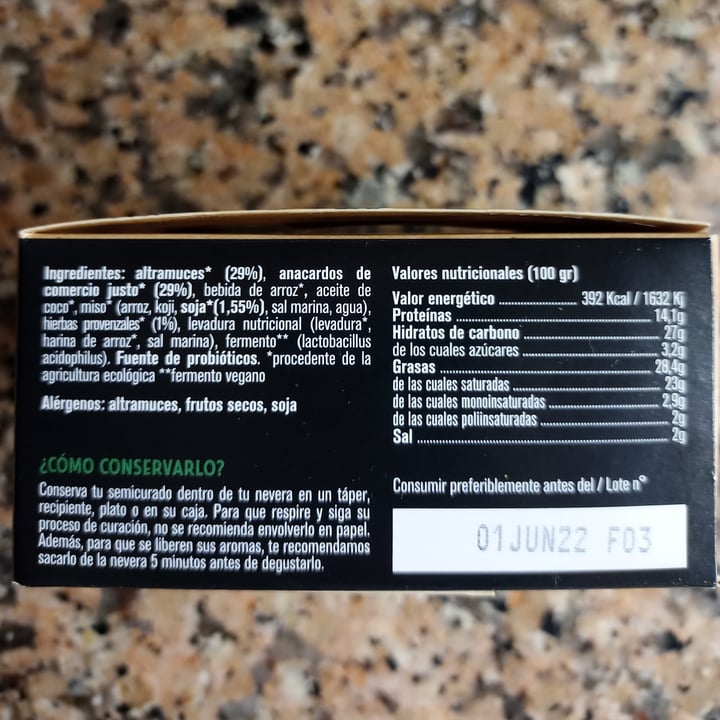 Ingredientes: altramuces* (29%), anacardos de
comercio justo* (29%), bebida de arroz*, aceite de
coco*, miso* (arroz, koji, soja*(1,55%), sal marina, agua),
hierbas provenzales* (1%), levadura nutricional (levadura*,
harina de arroz*, sal marina), fermento** (lactobacillus
acidophilus). Fuente de probióticos. *procedente de la
agricultura ecológica **fermento vegano
Alérgenos: altramuces, frutos secos, soja
¿CÓMO CONSERVARLO?
Conserva tu semicurado dentro de tu nevera en un táper,
recipiente, plato o en su caja. Para que respire y siga su
proceso de curación, no se recomienda envolverlo en papel.
Además, para que se liberen sus aromas, te recomendamos
sacarlo de la nevera 5 minutos antes de degustarlo.
Valores nutricionales (100 gr)
Valor energético ........ 392 Kcal / 1632 Kj
Proteínas ........ 14,1g
Hidratos de carbono ........ 27g
de los cuales azúcares ........ 3,2g
Grasas ........ 28,4g
de las cuales saturadas ........ 23g
de las cuales monoinsaturadas ........ 2,9g
de las cuales poliinsaturadas ........ 2g
Sal ........ 2g
Consumir preferiblemente antes del / Lote nº
01JUN22 F03